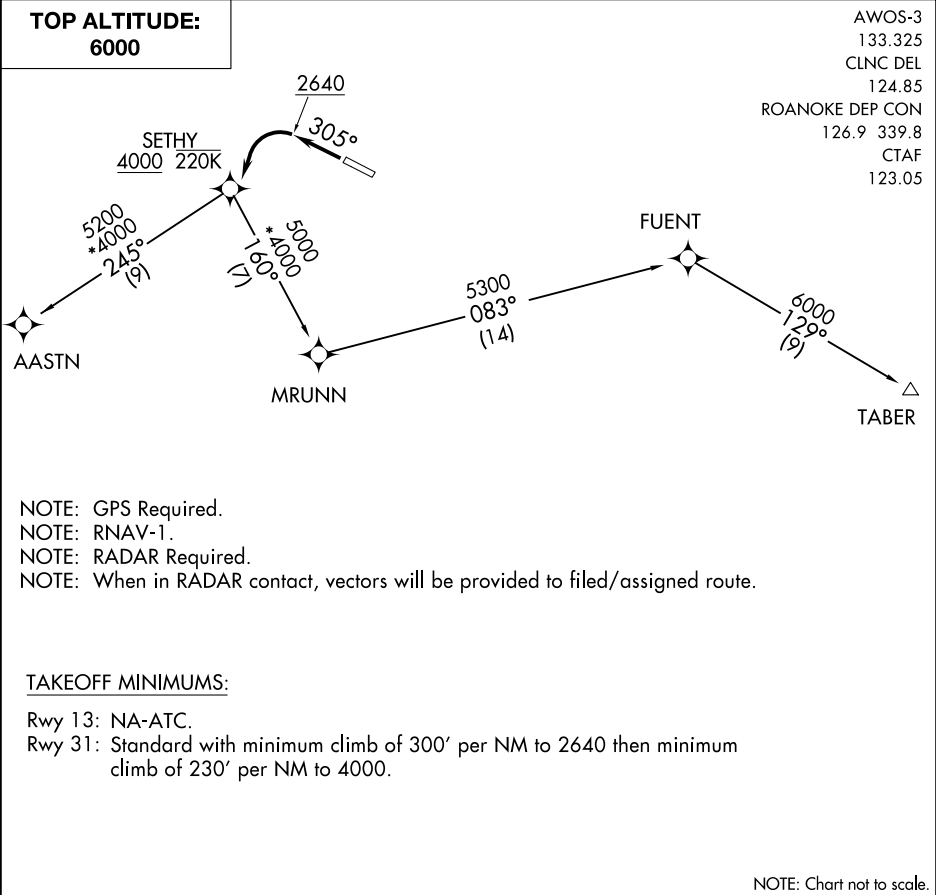 TOP ALTITUDE:
6000
AWOS-3
133.325
CLNC DEL
124.85
ROANOKE DEP CON
126.9 339.8
CTAF
123.05
2640
305°
SETHY
4000 220K
5200
*4000
245°
(9)
5000
*4000
160°
(7)
AASTN
MRUNN
5300
083°
(14)
FUENT
6000
129°
(9)
TABER
NOTE: GPS Required.
NOTE: RNAV-1.
NOTE: RADAR Required.
NOTE: When in RADAR contact, vectors will be provided to filed/assigned route.
TAKEOFF MINIMUMS:
Rwy 13: NA-ATC.
Rwy 31: Standard with minimum climb of 300' per NM to 2640 then minimum
climb of 230' per NM to 4000.
NOTE: Chart not to scale.